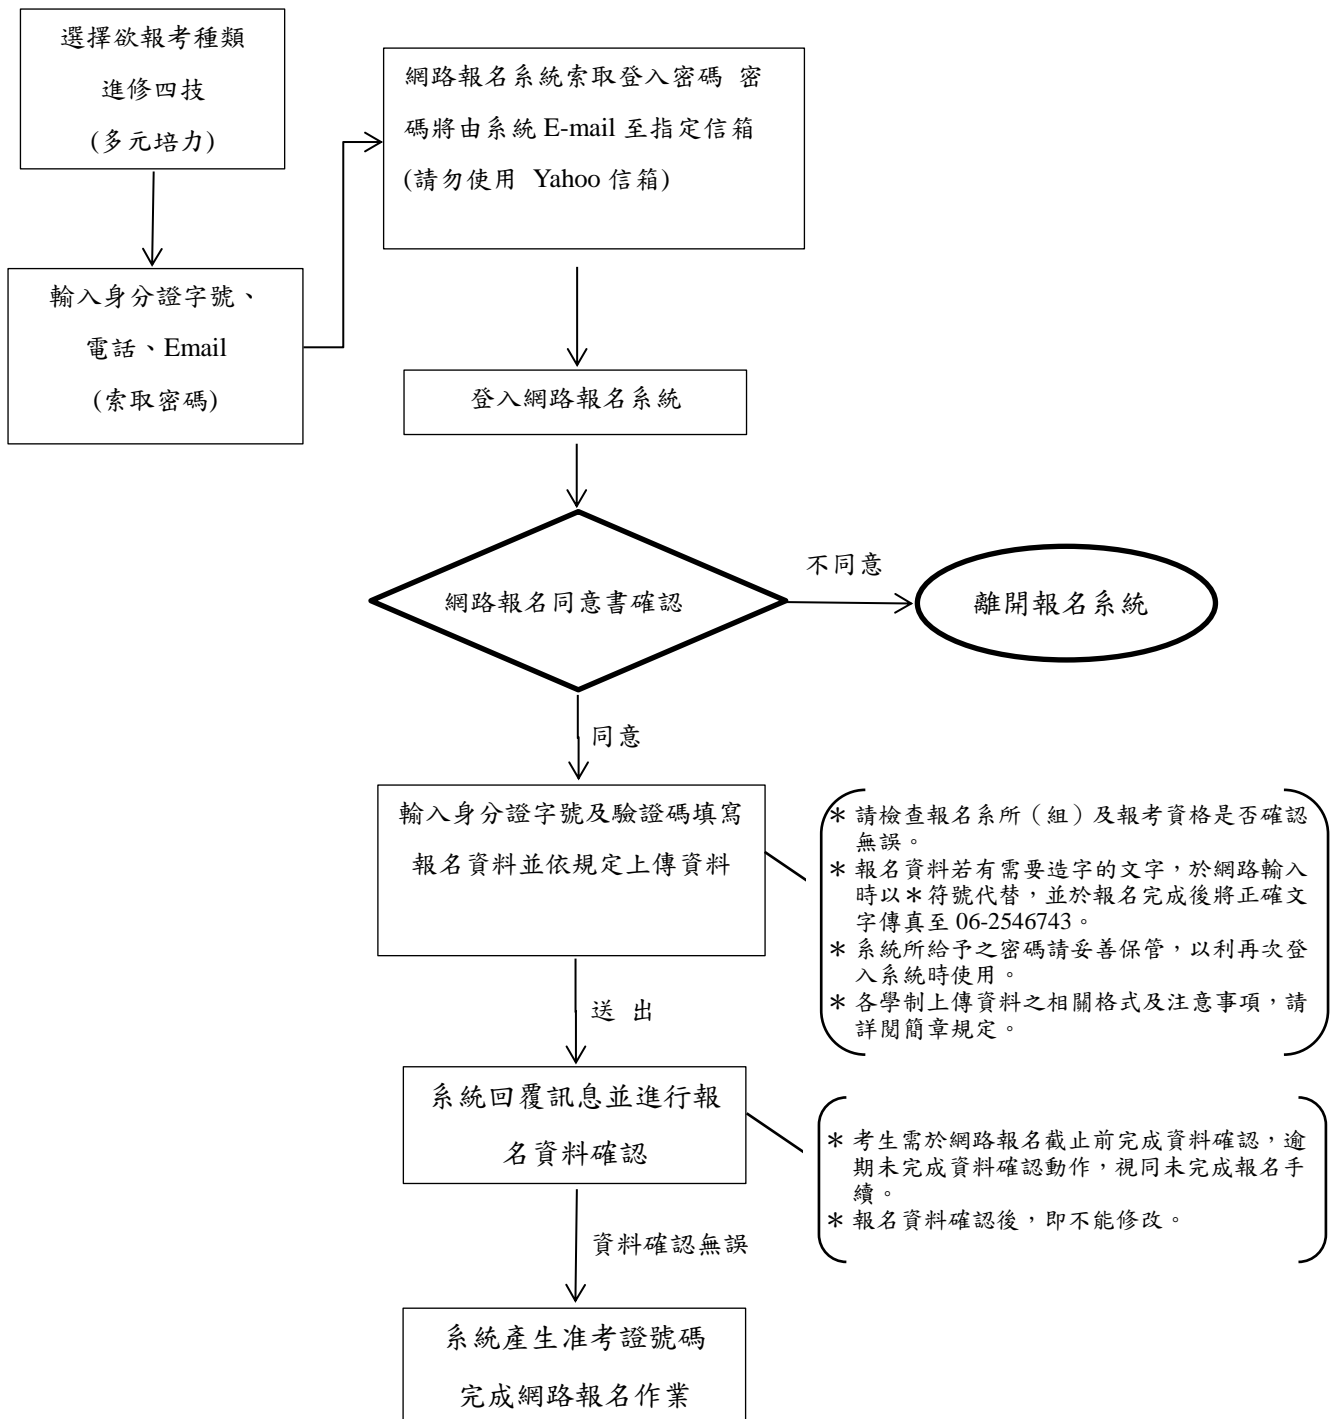 選擇欲報考種類
進修四技
(多元培力)
輸入身分證字號、
電話、Email
(索取密碼)
網路報名系統索取登入密碼 密
碼將由系統 E-mail 至指定信箱
(請勿使用 Yahoo 信箱)
登入網路報名系統
網路報名同意書確認
不同意
離開報名系統
同意
輸入身分證字號及驗證碼填寫
報名資料並依規定上傳資料
＊請檢查報名系所（組）及報考資格是否確認
無誤。
＊報名資料若有需要造字的文字，於網路輸入
時以＊符號代替，並於報名完成後將正確文
字傳真至 06-2546743。
＊系統所給予之密碼請妥善保管，以利再次登
入系統時使用。
＊各學制上傳資料之相關格式及注意事項，請
詳閱簡章規定。
送 出
系統回覆訊息並進行報
名資料確認
＊考生需於網路報名截止前完成資料確認，逾
期未完成資料確認動作，視同未完成報名手
續。
＊報名資料確認後，即不能修改。
資料確認無誤
系統產生准考證號碼
完成網路報名作業